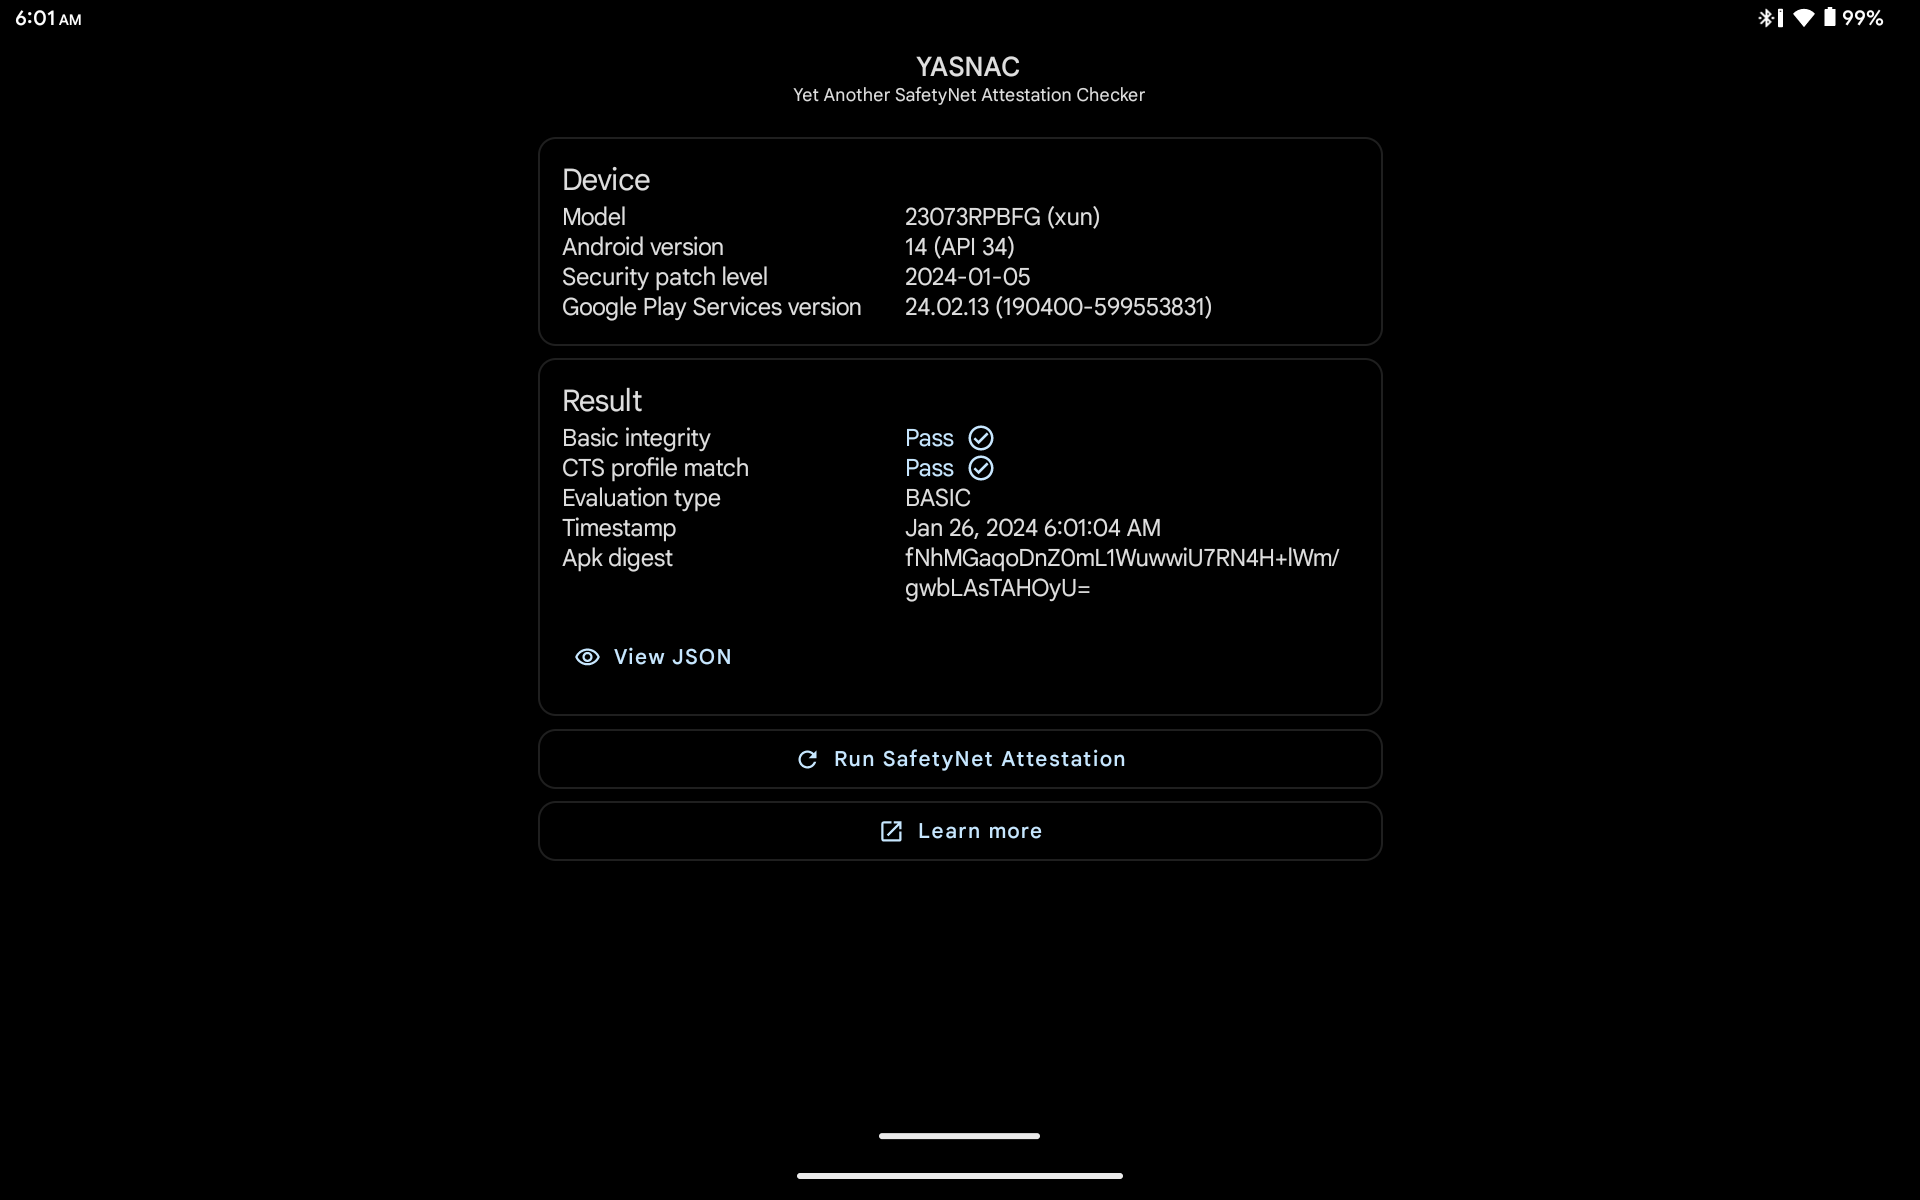 6:01 AM
99%
YASNAC
Yet Another SafetyNet Attestation Checker
Device
Model 23073RPBFG (xun)
Android version 14 (API 34)
Security patch level 2024-01-05
Google Play Services version 24.02.13 (190400-599553831)
Result
Basic integrity Pass
CTS profile match Pass
Evaluation type BASIC
Timestamp Jan 26, 2024 6:01:04 AM
Apk digest fNhMGaqoDnZ0mL1WuwwiU7RN4H+lWm/
gwbLAsTAHOyU=
View JSON
Run SafetyNet Attestation
Learn more